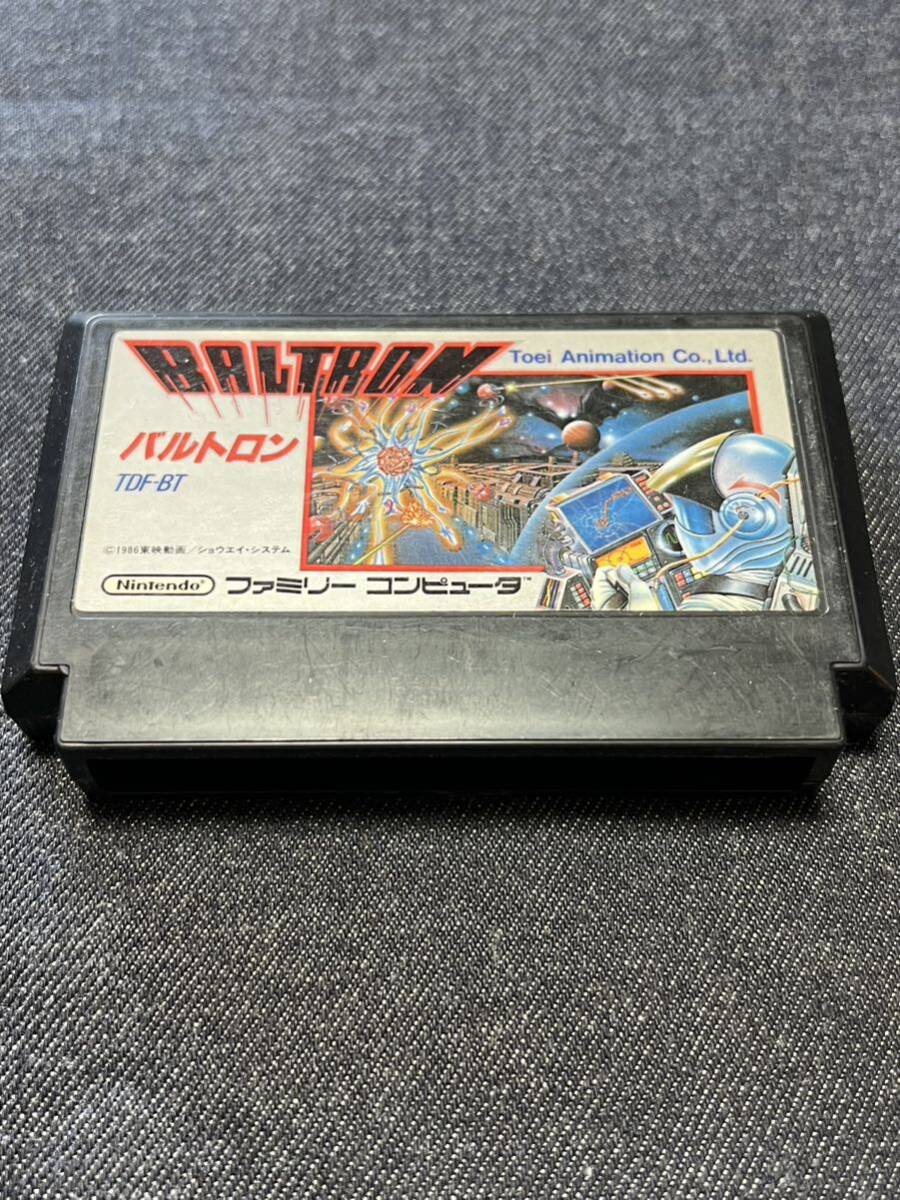 BALTRON
Toei Animation Co.,Ltd.
バルトロン
TDF-BT
©1986東映動画/ショウエイ・システム
Nintendo® ファミリー コンピュータ™